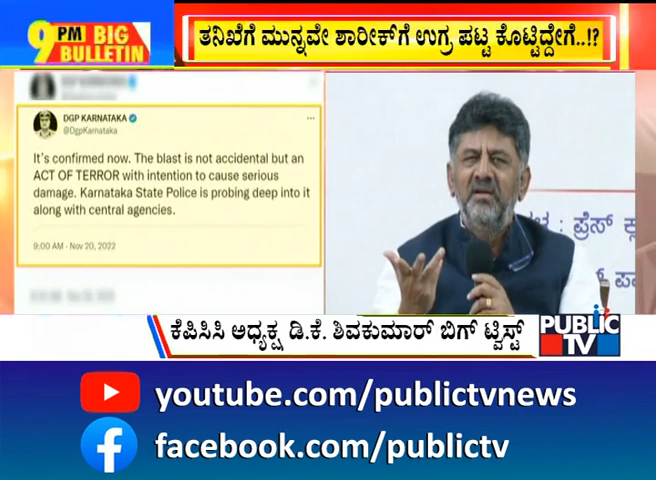 9 PM BIG
BULLETIN
ತನಿಖೆಗೆ ಮುನ್ನವೇ ಶಾರೀಕ್‌ಗೆ ಉಗ್ರ ಪಟ್ಟ ಕೊಟ್ಟಿದ್ದೇಗೆ..!?
DGP KARNATAKA
@DgpKarnataka
It's confirmed now. The blast is not accidental but an
ACT OF TERROR with intention to cause serious
damage. Karnataka State Police is probing deep into it
along with central agencies.
9:00 AM - Nov 20, 2022
: ಪ್ರೆಸ್ ಕ್ಲ
ಕೆಪಿಸಿಸಿ ಅಧ್ಯಕ್ಷ ಡಿ.ಕೆ. ಶಿವಕುಮಾರ್ ಬಿಗ್ ಟ್ವಿಸ್ಟ್
PUBLIC
TV
youtube.com/publictvnews
facebook.com/publictv